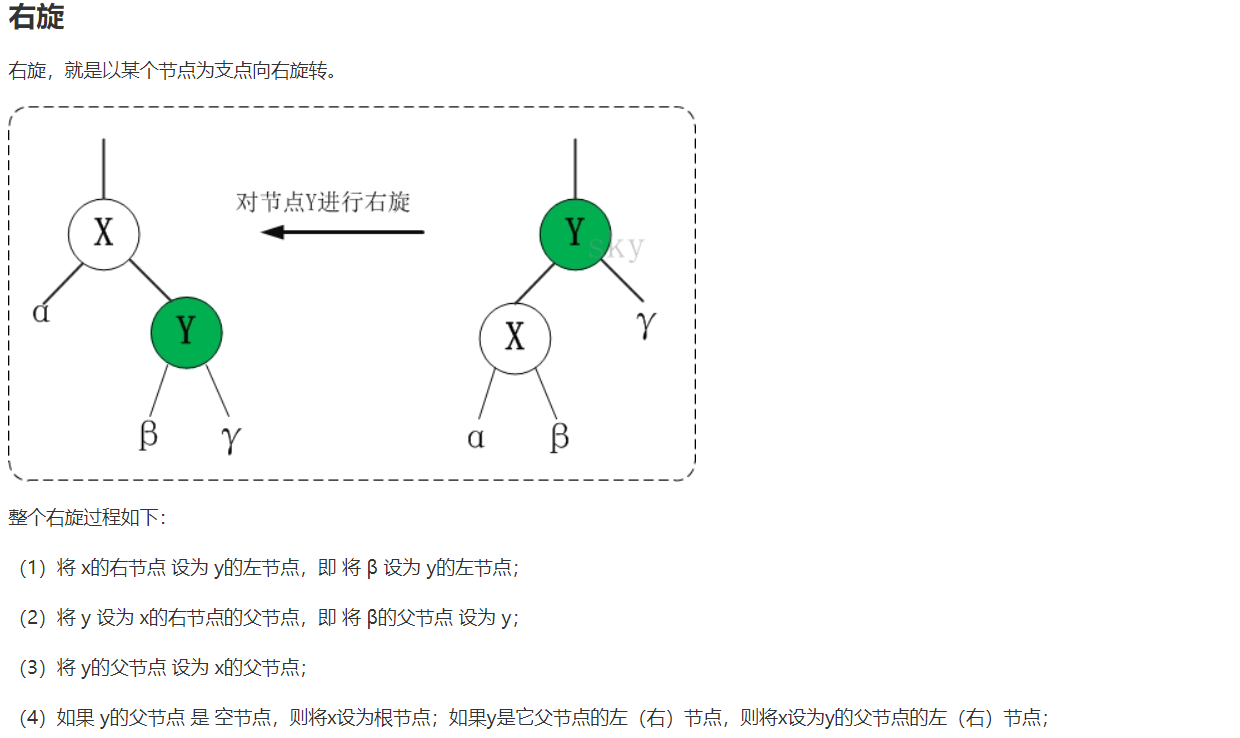 右旋
右旋，就是以某个节点为支点向右旋转。
对节点Y进行右旋
X
Y
sky
α
γ
Y
X
β
γ
α
β
整个右旋过程如下：
（1）将 x的右节点 设为 y的左节点，即 将 β 设为 y的左节点；
（2）将 y 设为 x的右节点的父节点，即 将 β的父节点 设为 y；
（3）将 y的父节点 设为 x的父节点；
（4）如果 y的父节点 是 空节点，则将x设为根节点；如果y是它父节点的左（右）节点，则将x设为y的父节点的左（右）节点；